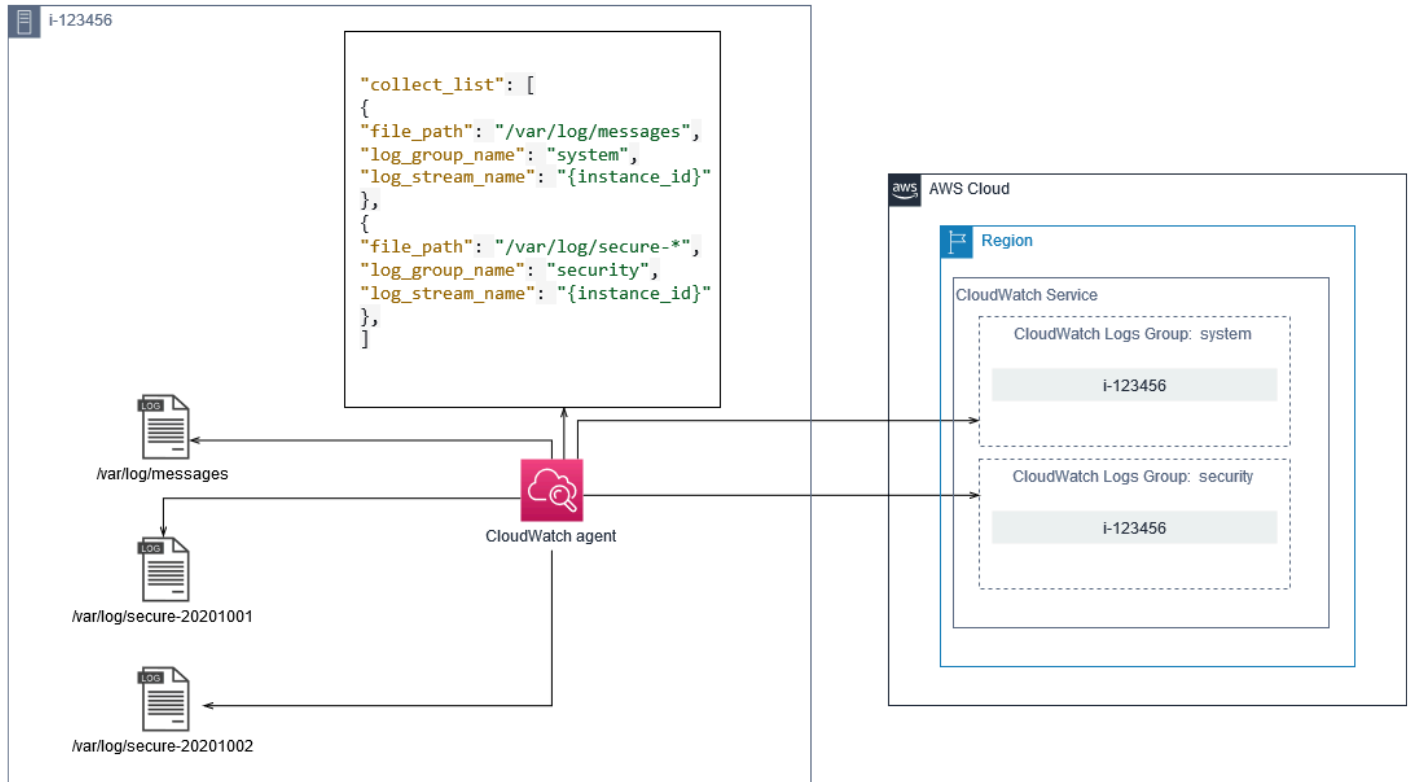 i-123456
"collect_list": [
{
"file_path": "/var/log/messages",
"log_group_name": "system",
"log_stream_name": "{instance_id}"
},
{
"file_path": "/var/log/secure-*",
"log_group_name": "security",
"log_stream_name": "{instance_id}"
},
]
LOG
/var/log/messages
LOG
/var/log/secure-20201001
LOG
/var/log/secure-20201002
CloudWatch agent
aws
AWS Cloud
Region
CloudWatch Service
CloudWatch Logs Group: system
i-123456
CloudWatch Logs Group: security
i-123456